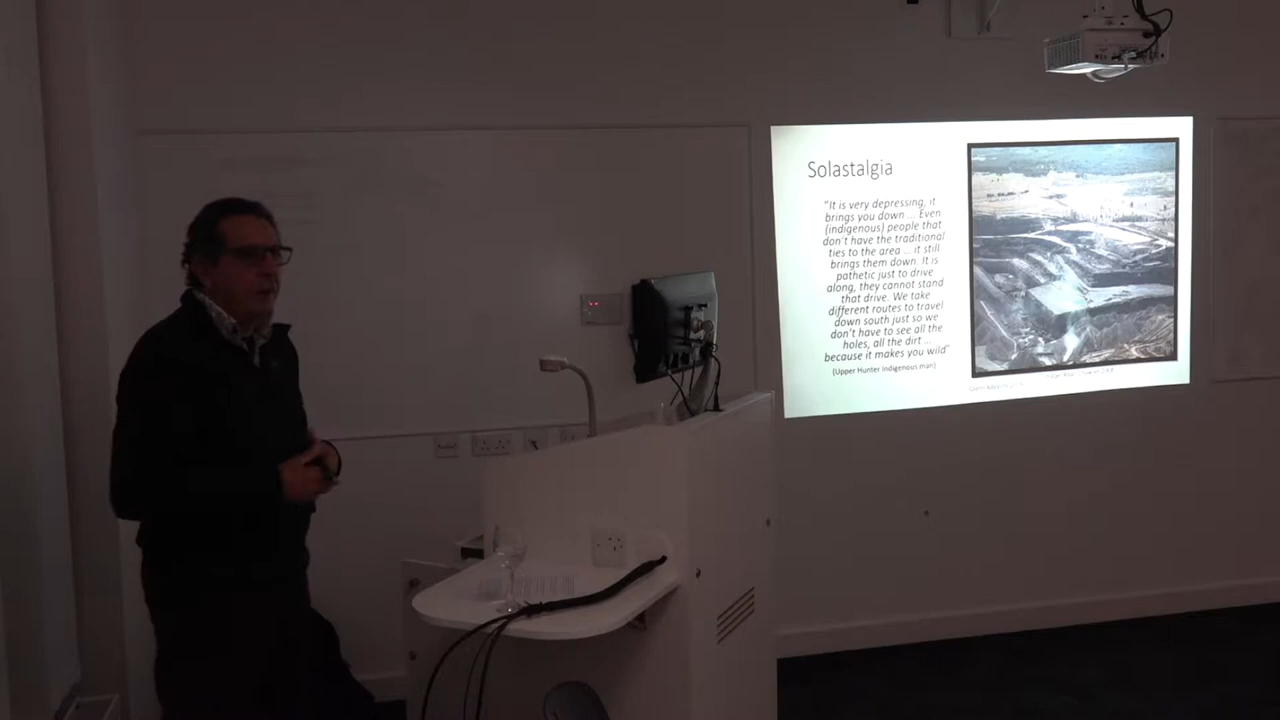 Solastalgia
"It is very depressing, it
brings you down ... Even
(indigenous) people that
don't have the traditional
ties to the area ... it still
brings them down. It is
pathetic just to drive
along, they cannot stand
that drive. We take
different routes to travel
down south just so we
don't have to see all the
holes, all the dirt ...
because it makes you wild"
(Upper Hunter Indigenous man)